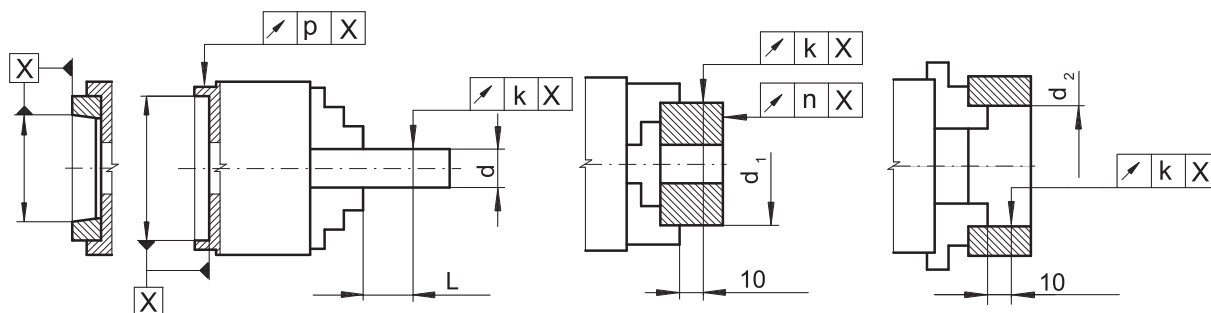 X
↗ p X
X
↗ k X
d
L
↗ k X
↗ n X
d₁
10
d₂
↗ k X
10